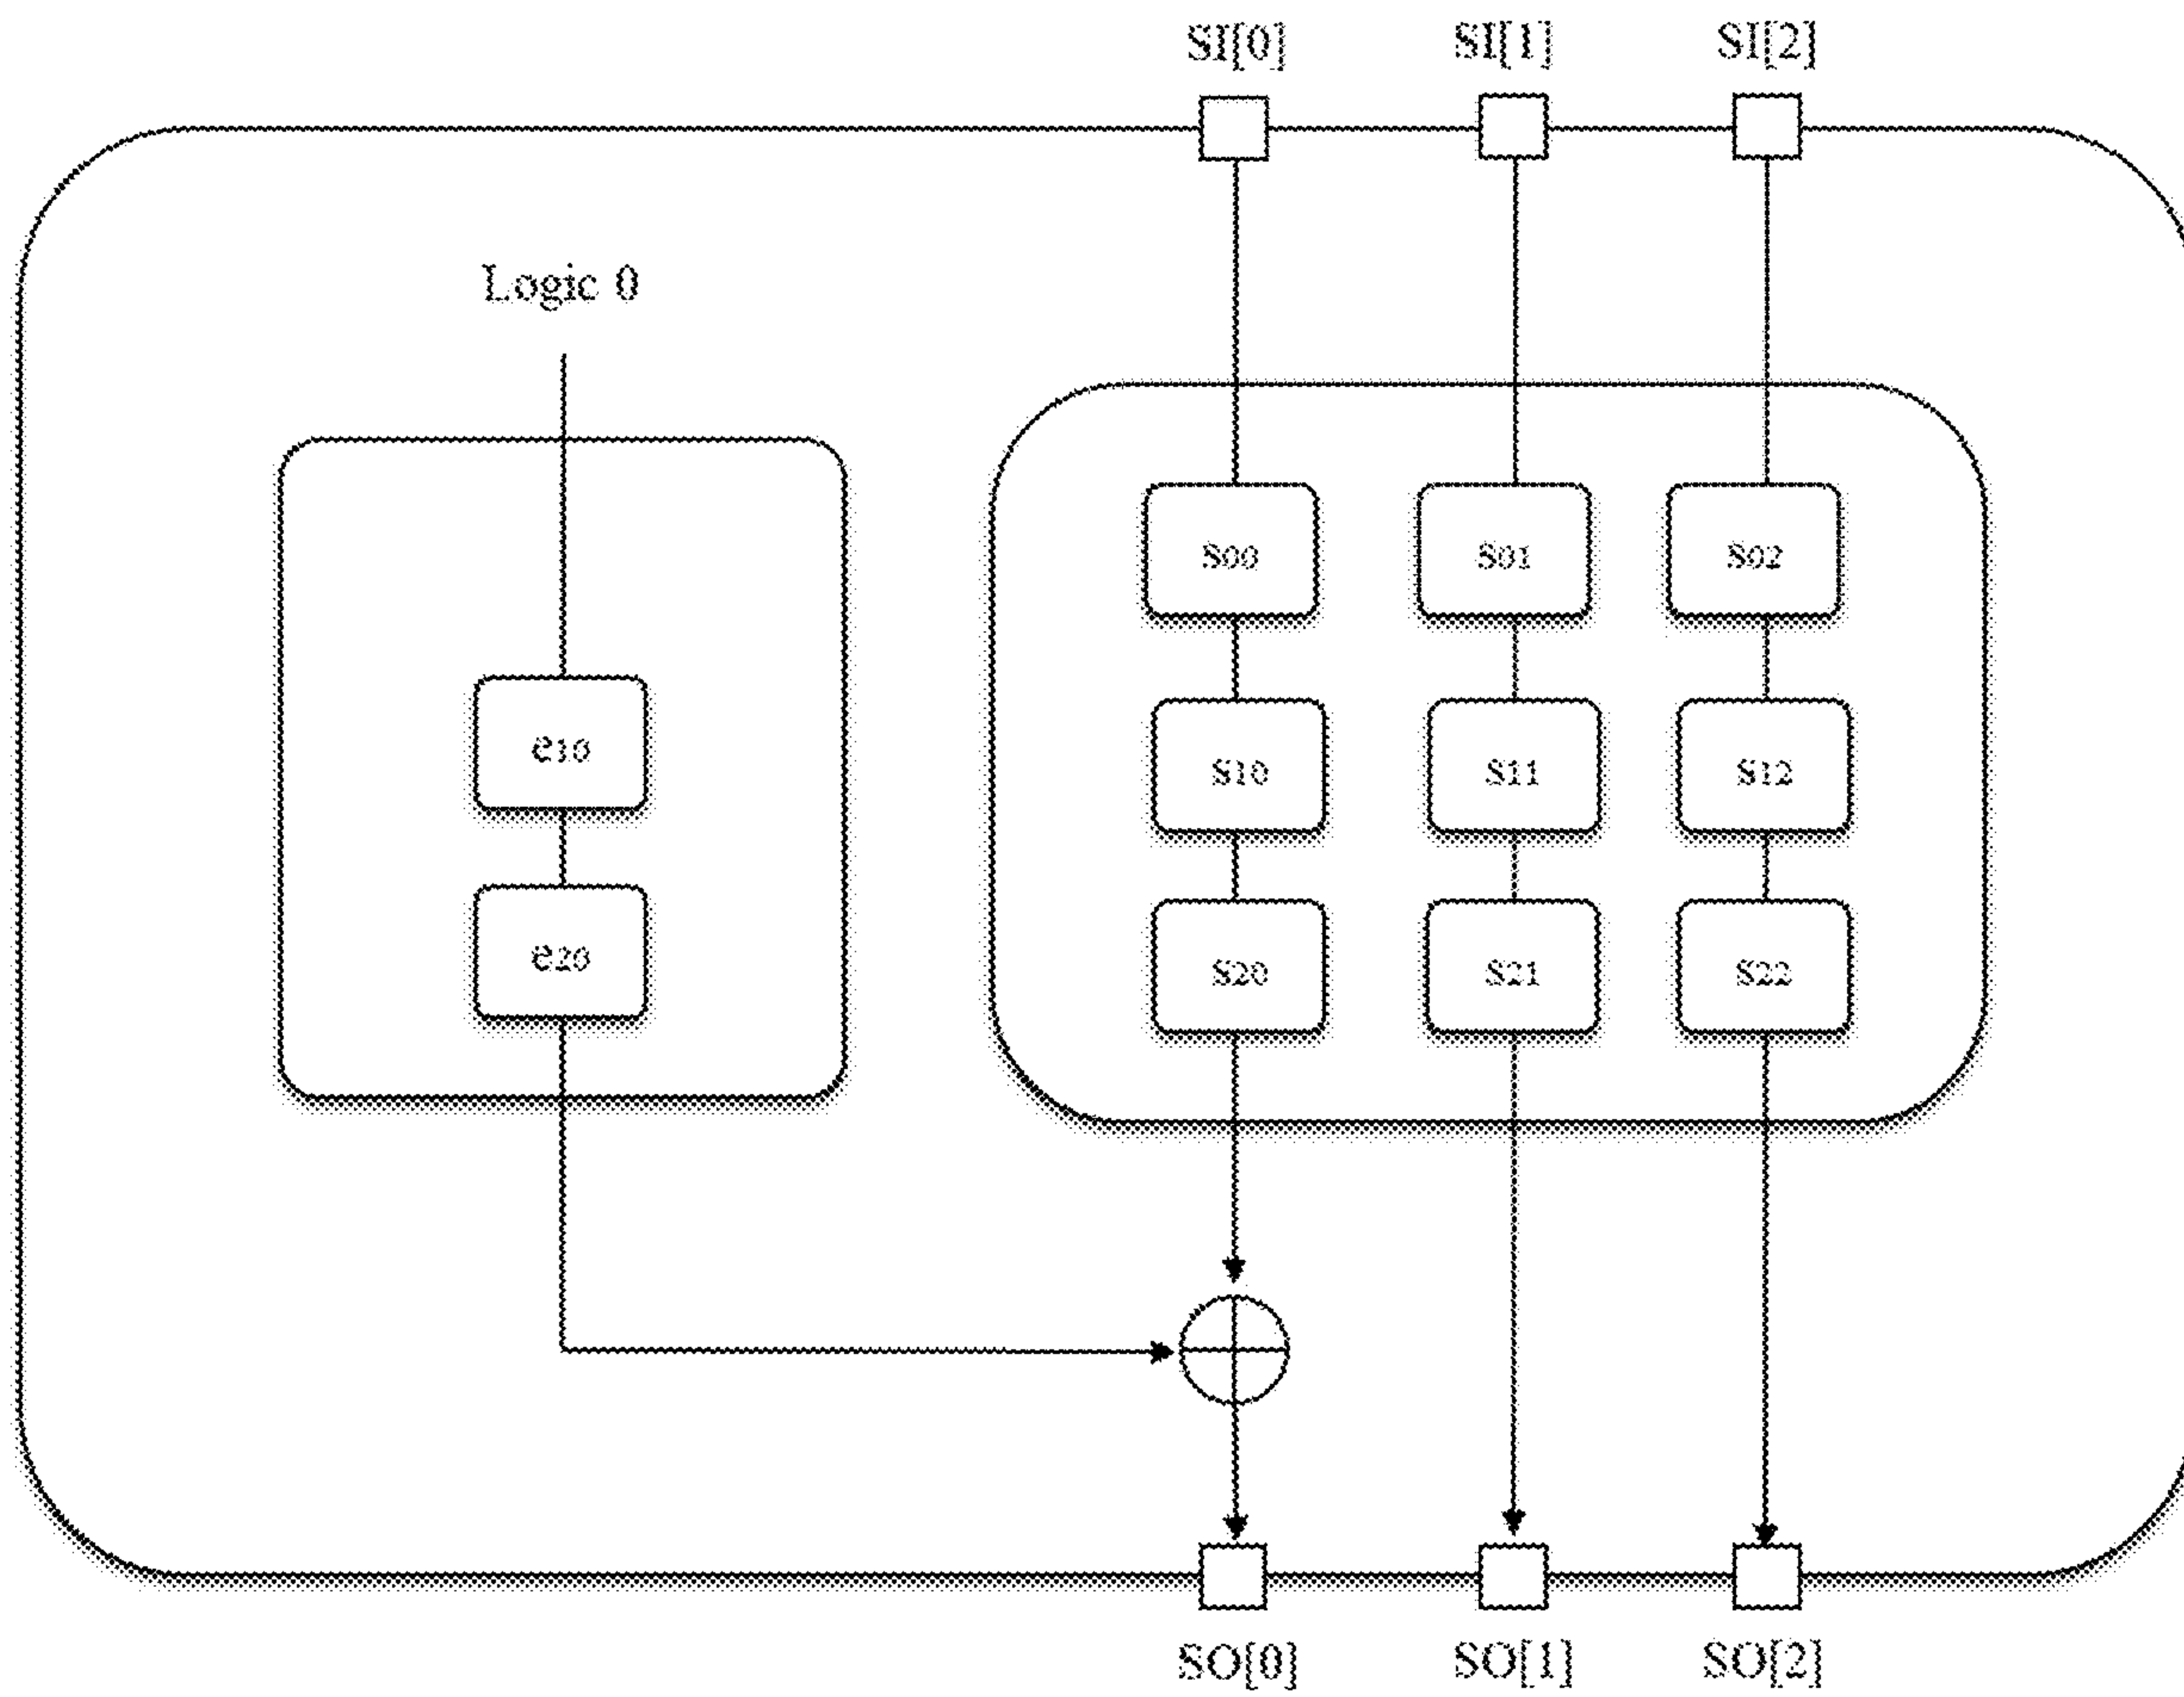 SI[0] SI[1] SI[2]
Logic 0
S00 S01 S02
e10
S10 S11 S12
e20
S20 S21 S22
SO[0] SO[1] SO[2]